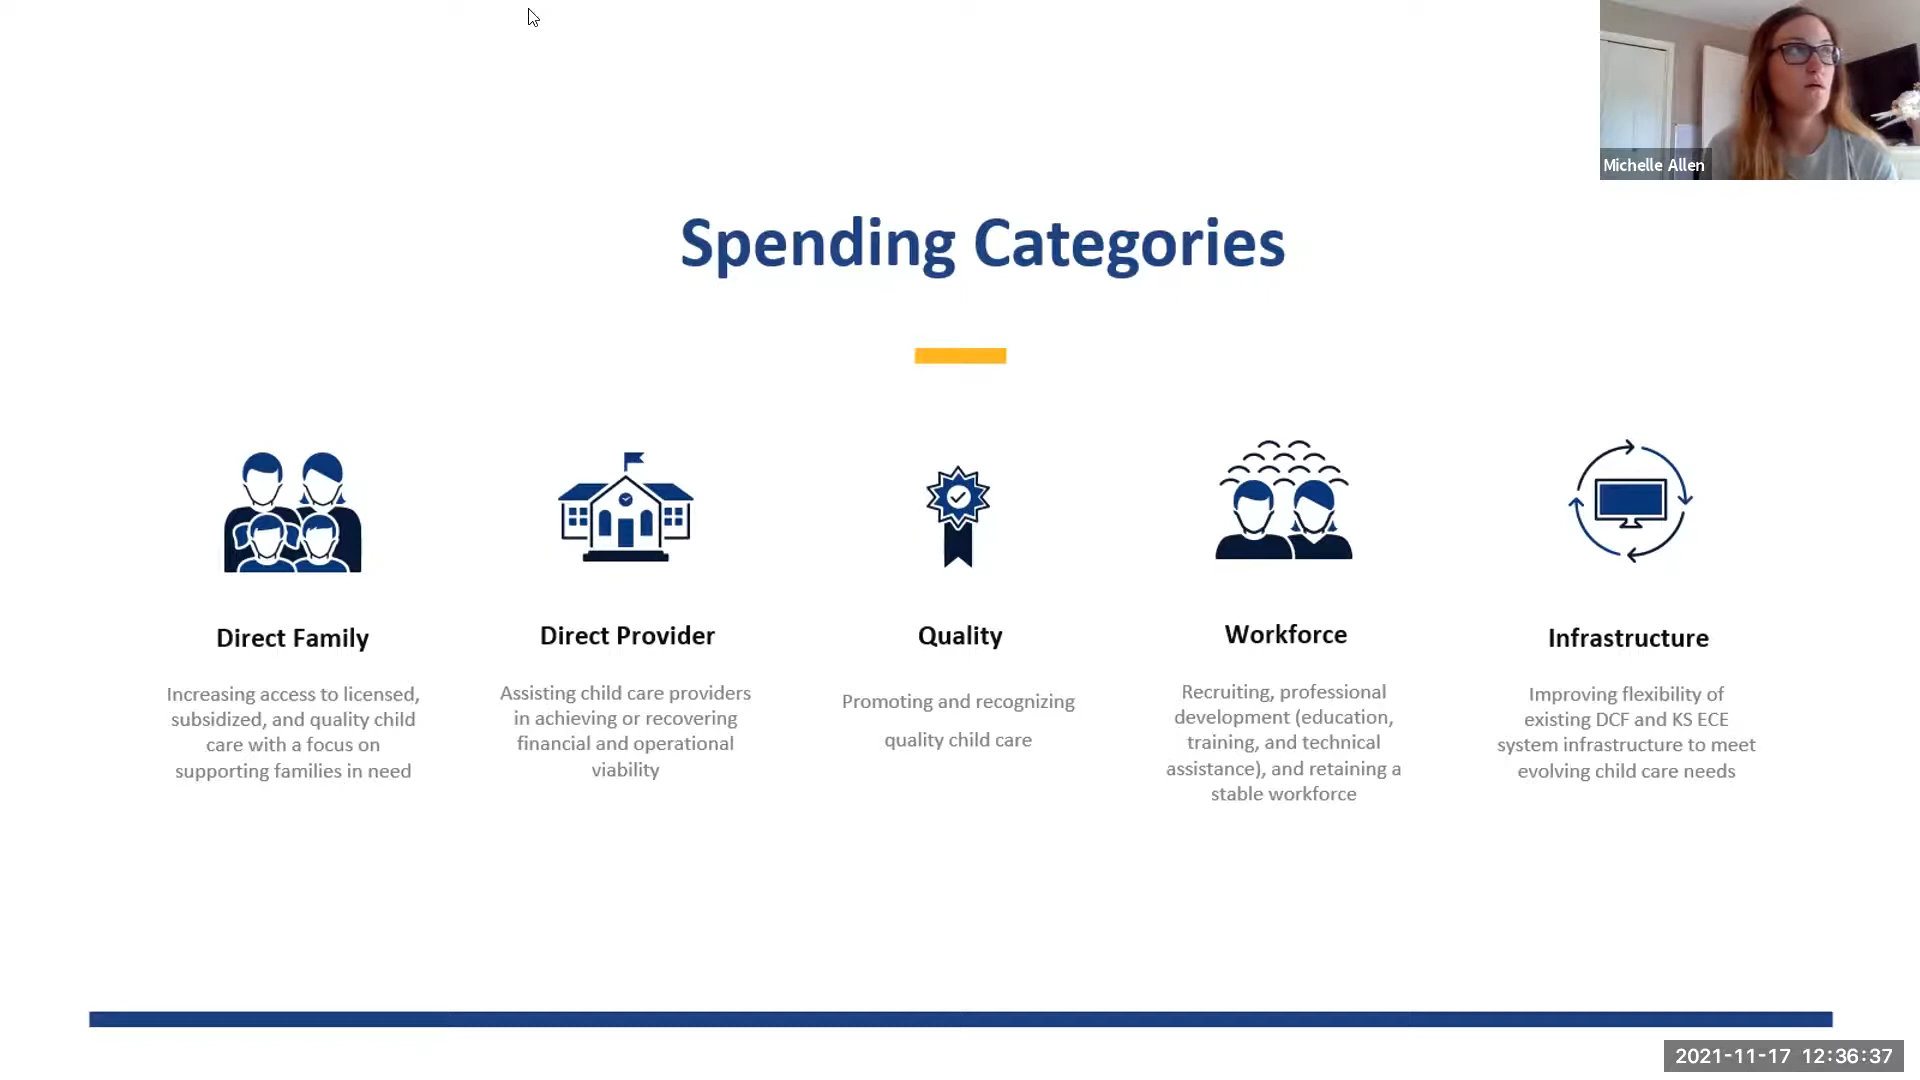 Michelle Allen
Spending Categories
Direct Family
Increasing access to licensed,
subsidized, and quality child
care with a focus on
supporting families in need
Direct Provider
Assisting child care providers
in achieving or recovering
financial and operational
viability
Quality
Promoting and recognizing
quality child care
Workforce
Recruiting, professional
development (education,
training, and technical
assistance), and retaining a
stable workforce
Infrastructure
Improving flexibility of
existing DCF and KS ECE
system infrastructure to meet
evolving child care needs
2021-11-17 12:36:37